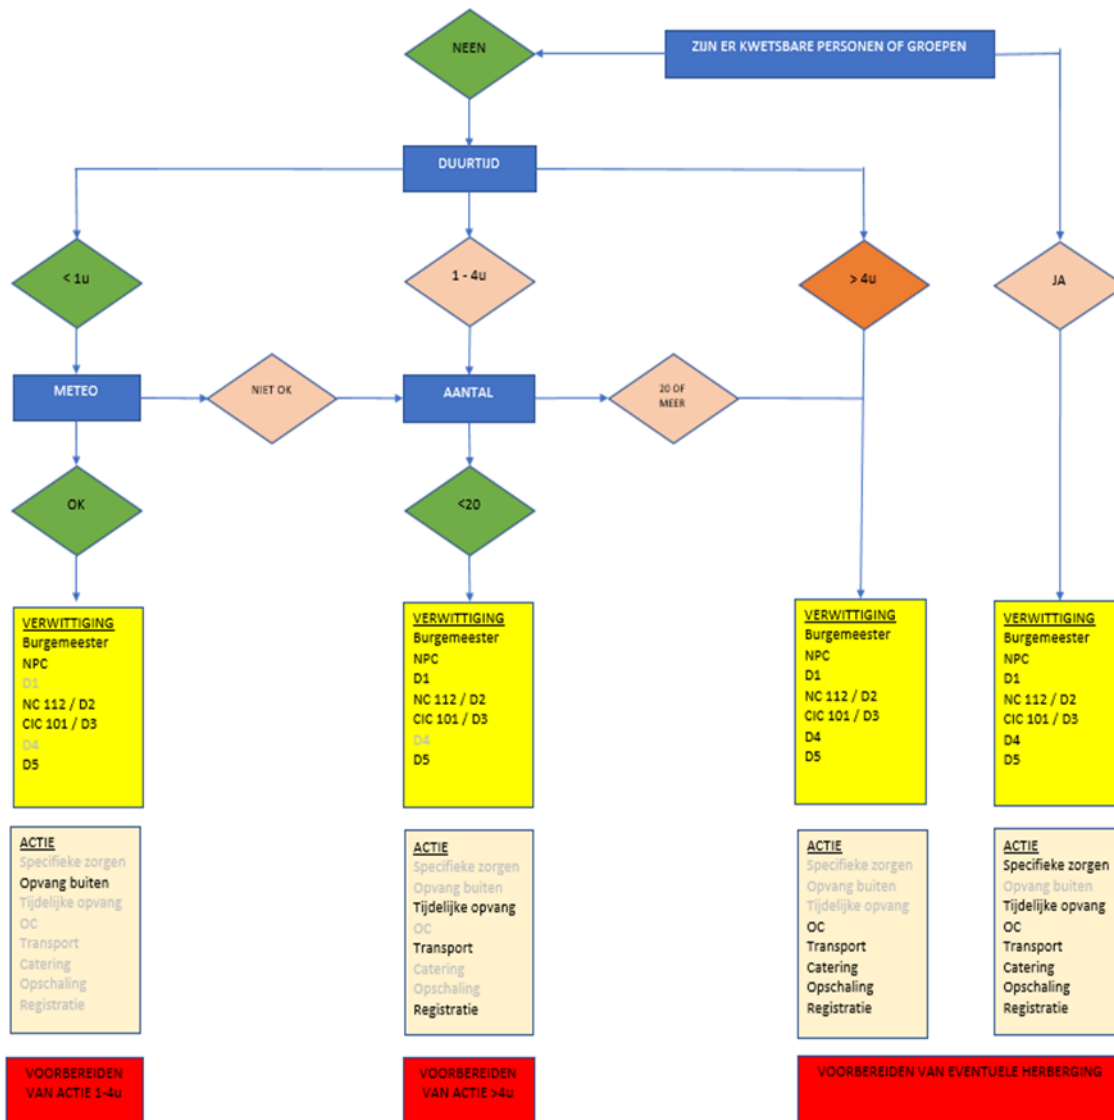 NEEN
ZIJN ER KWETSBARE PERSONEN OF GROEPEN
DUURTIJD
< 1u
1 - 4u
> 4u
JA
METEO
NIET OK
AANTAL
20 OF
MEER
OK
<20
VERWITTIGING
Burgemeester
NPC
D1
NC 112 / D2
CIC 101 / D3
D4
D5
VERWITTIGING
Burgemeester
NPC
D1
NC 112 / D2
CIC 101 / D3
D4
D5
VERWITTIGING
Burgemeester
NPC
D1
NC 112 / D2
CIC 101 / D3
D4
D5
VERWITTIGING
Burgemeester
NPC
D1
NC 112 / D2
CIC 101 / D3
D4
D5
ACTIE
Specifieke zorgen
Opvang buiten
Tijdelijke opvang
OC
Transport
Catering
Opschaling
Registratie
ACTIE
Specifieke zorgen
Opvang buiten
Tijdelijke opvang
OC
Transport
Catering
Opschaling
Registratie
ACTIE
Specifieke zorgen
Opvang buiten
Tijdelijke opvang
OC
Transport
Catering
Opschaling
Registratie
ACTIE
Specifieke zorgen
Opvang buiten
Tijdelijke opvang
OC
Transport
Catering
Opschaling
Registratie
VOORBEREIDEN
VAN ACTIE 1-4u
VOORBEREIDEN
VAN ACTIE >4u
VOORBEREIDEN VAN EVENTUELE HERBERGING